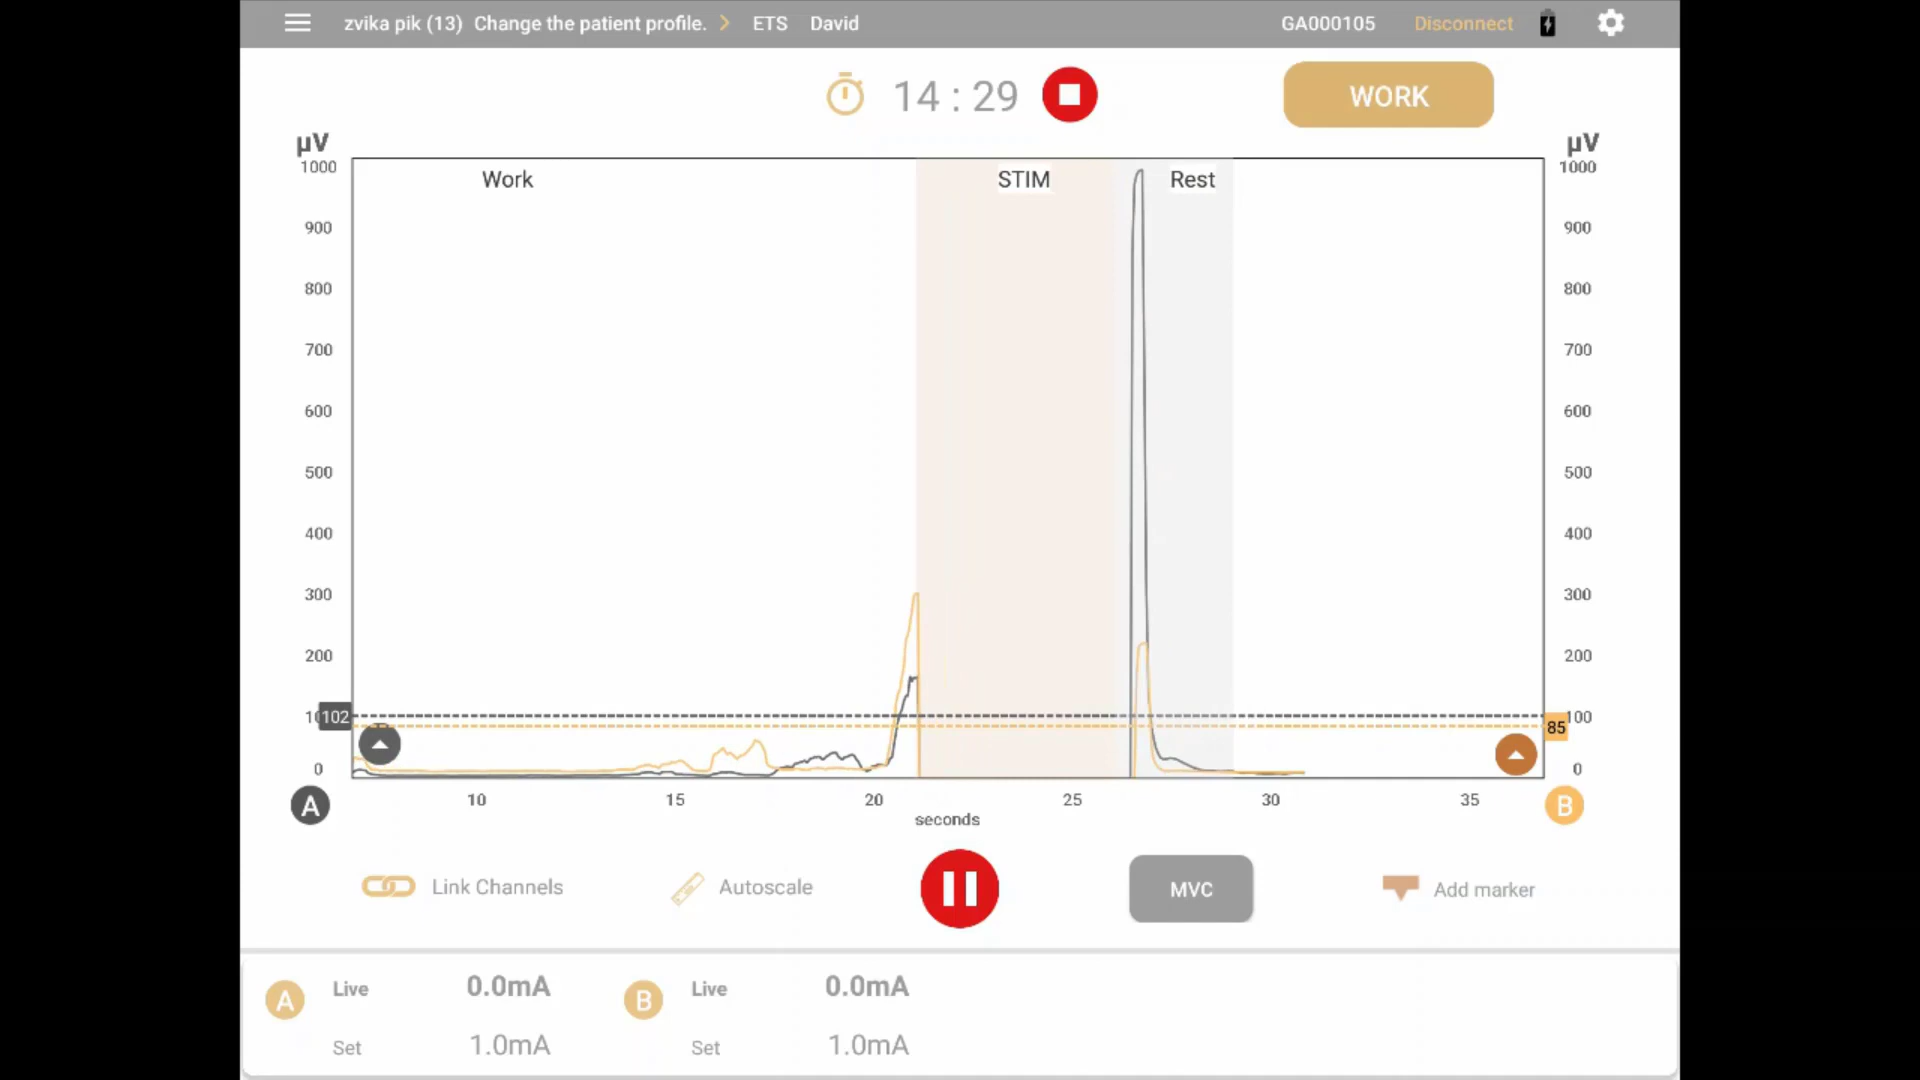 zvika pik (13) Change the patient profile. > ETS David GA000105 Disconnect
14 : 29 WORK
µV µV
Work STIM Rest
1000 1000
900 900
800 800
700 700
600 600
500 500
400 400
300 300
200 200
102 100
85
0 0
A 10 15 20 25 30 35 B
seconds
Link Channels Autoscale MVC Add marker
A Live 0.0mA B Live 0.0mA
Set 1.0mA Set 1.0mA